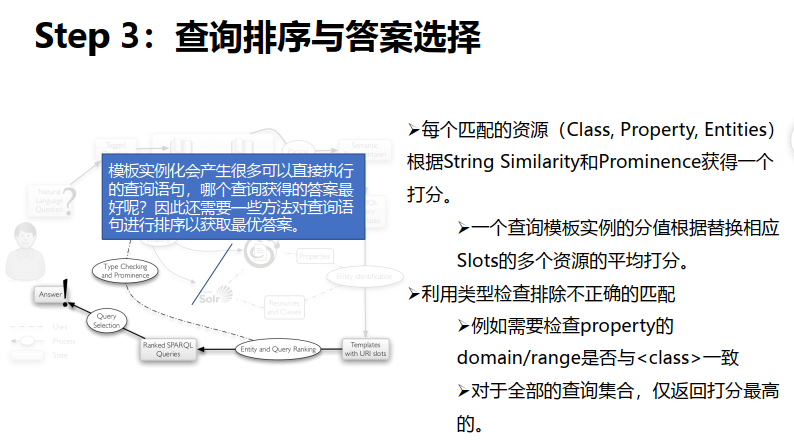 Step 3：查询排序与答案选择
模板实例化会产生很多可以直接执
行的查询语句，哪个查询获得的答案最
好呢？因此还需要一些方法对查询语
句进行排序以获取最优答案。
Natural
Language
Question
?
Properties
Solr
Resources
and Classes
Entity Identification
Type Checking
and Prominence
Answer
!
Query
Selection
Ranked SPARQL
Queries
Entity and Query Ranking
Templates
with URI slots
Uses
Process
State
➢每个匹配的资源（Class, Property, Entities）
根据String Similarity和Prominence获得一个
打分。
➢一个查询模板实例的分值根据替换相应
Slots的多个资源的平均打分。
➢利用类型检查排除不正确的匹配
➢例如需要检查property的
domain/range是否与<class>一致
➢对于全部的查询集合，仅返回打分最高
的。